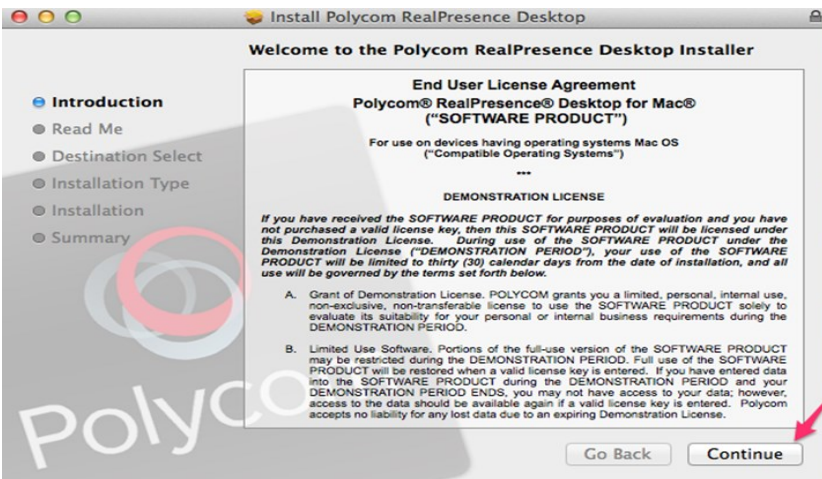 Install Polycom RealPresence Desktop
Welcome to the Polycom RealPresence Desktop Installer
Introduction
Read Me
Destination Select
Installation Type
Installation
Summary
End User License Agreement
Polycom® RealPresence® Desktop for Mac®
("SOFTWARE PRODUCT")
For use on devices having operating systems Mac OS
("Compatible Operating Systems")
***
DEMONSTRATION LICENSE
If you have received the SOFTWARE PRODUCT for purposes of evaluation and you have
not purchased a valid license key, then this SOFTWARE PRODUCT will be licensed under
this Demonstration License. During use of the SOFTWARE PRODUCT under the
Demonstration License ("DEMONSTRATION PERIOD"), your use of the SOFTWARE
PRODUCT will be limited to thirty (30) calendar days from the date of installation, and all
use will be governed by the terms set forth below.
A. Grant of Demonstration License. POLYCOM grants you a limited, personal, internal use,
non-exclusive, non-transferable license to use the SOFTWARE PRODUCT solely to
evaluate its suitability for your personal or internal business requirements during the
DEMONSTRATION PERIOD.
B. Limited Use Software. Portions of the full-use version of the SOFTWARE PRODUCT
may be restricted during the DEMONSTRATION PERIOD. Full use of the SOFTWARE
PRODUCT will be restored when a valid license key is entered. If you have entered data
into the SOFTWARE PRODUCT during the DEMONSTRATION PERIOD and your
DEMONSTRATION PERIOD ENDS, you may not have access to your data; however,
access to the data should be available again if a valid license key is entered. Polycom
accepts no liability for any lost data due to an expiring Demonstration License.
Polyco
Go Back
Continue